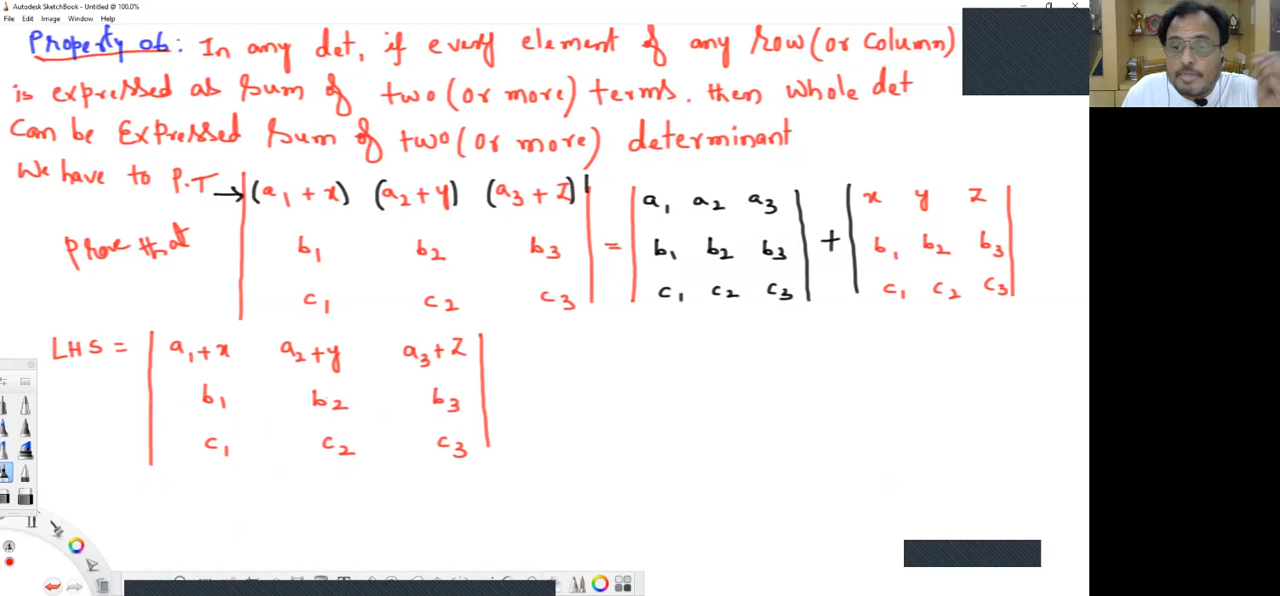 Autodesk SketchBook - Untitled @ 100.0%
File Edit Image Window Help
Property 06: In any det, if every element of any row (or column)
is expressed as sum of two (or more) terms. then whole det
can be Expressed sum of two (or more) determinant
We have to P.T → | (a₁ + x) (a₂ + y) (a₃ + z) | = | a₁ a₂ a₃ | + | x y z |
Prove that | b₁ b₂ b₃ | | b₁ b₂ b₃ | | b₁ b₂ b₃ |
| c₁ c₂ c₃ | | c₁ c₂ c₃ | | c₁ c₂ c₃ |
LHS = | a₁+x a₂+y a₃+z |
| b₁ b₂ b₃ |
| c₁ c₂ c₃ |